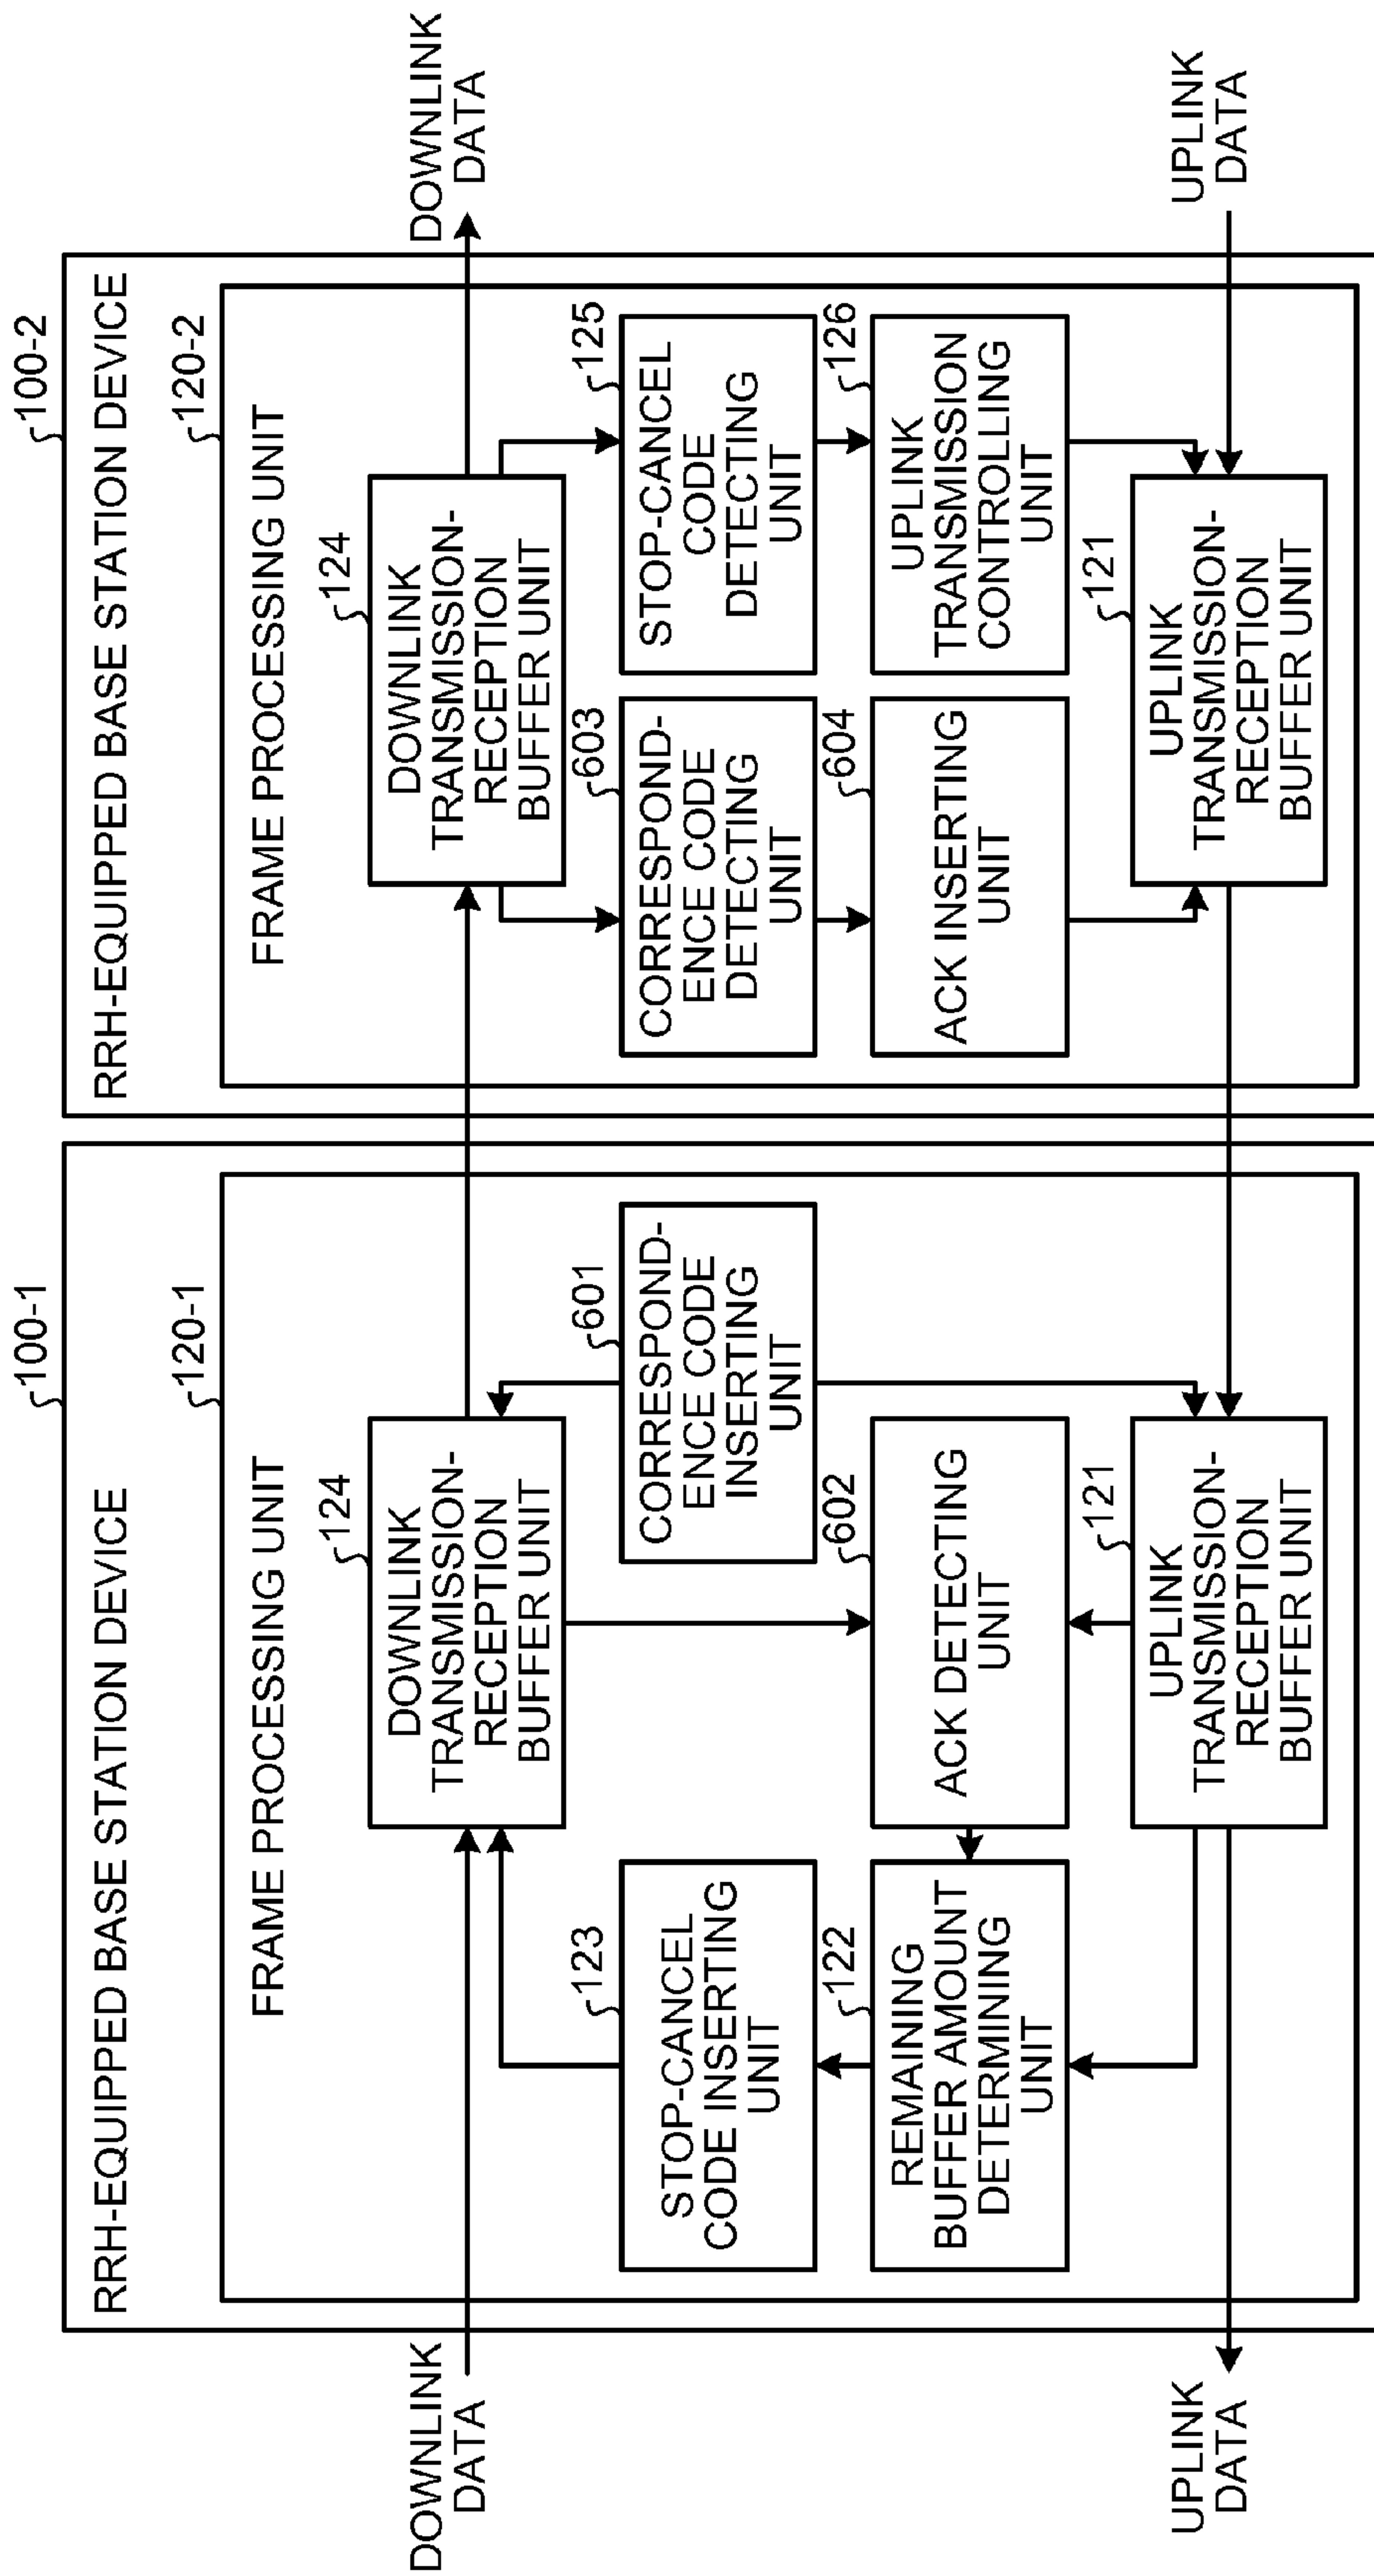 100-1
RRH-EQUIPPED BASE STATION DEVICE
120-1
FRAME PROCESSING UNIT
DOWNLINK
DATA
124
DOWNLINK
TRANSMISSION-
RECEPTION
BUFFER UNIT
123
STOP-CANCEL
CODE INSERTING
UNIT
601
CORRESPOND-
ENCE CODE
INSERTING
UNIT
122
REMAINING
BUFFER AMOUNT
DETERMINING
UNIT
602
ACK DETECTING
UNIT
121
UPLINK
TRANSMISSION-
RECEPTION
BUFFER UNIT
UPLINK
DATA
100-2
RRH-EQUIPPED BASE STATION DEVICE
120-2
FRAME PROCESSING UNIT
124
DOWNLINK
TRANSMISSION-
RECEPTION
BUFFER UNIT
DOWNLINK
DATA
603
CORRESPOND-
ENCE CODE
DETECTING
UNIT
125
STOP-CANCEL
CODE
DETECTING
UNIT
604
ACK INSERTING
UNIT
126
UPLINK
TRANSMISSION
CONTROLLING
UNIT
121
UPLINK
TRANSMISSION-
RECEPTION
BUFFER UNIT
UPLINK
DATA